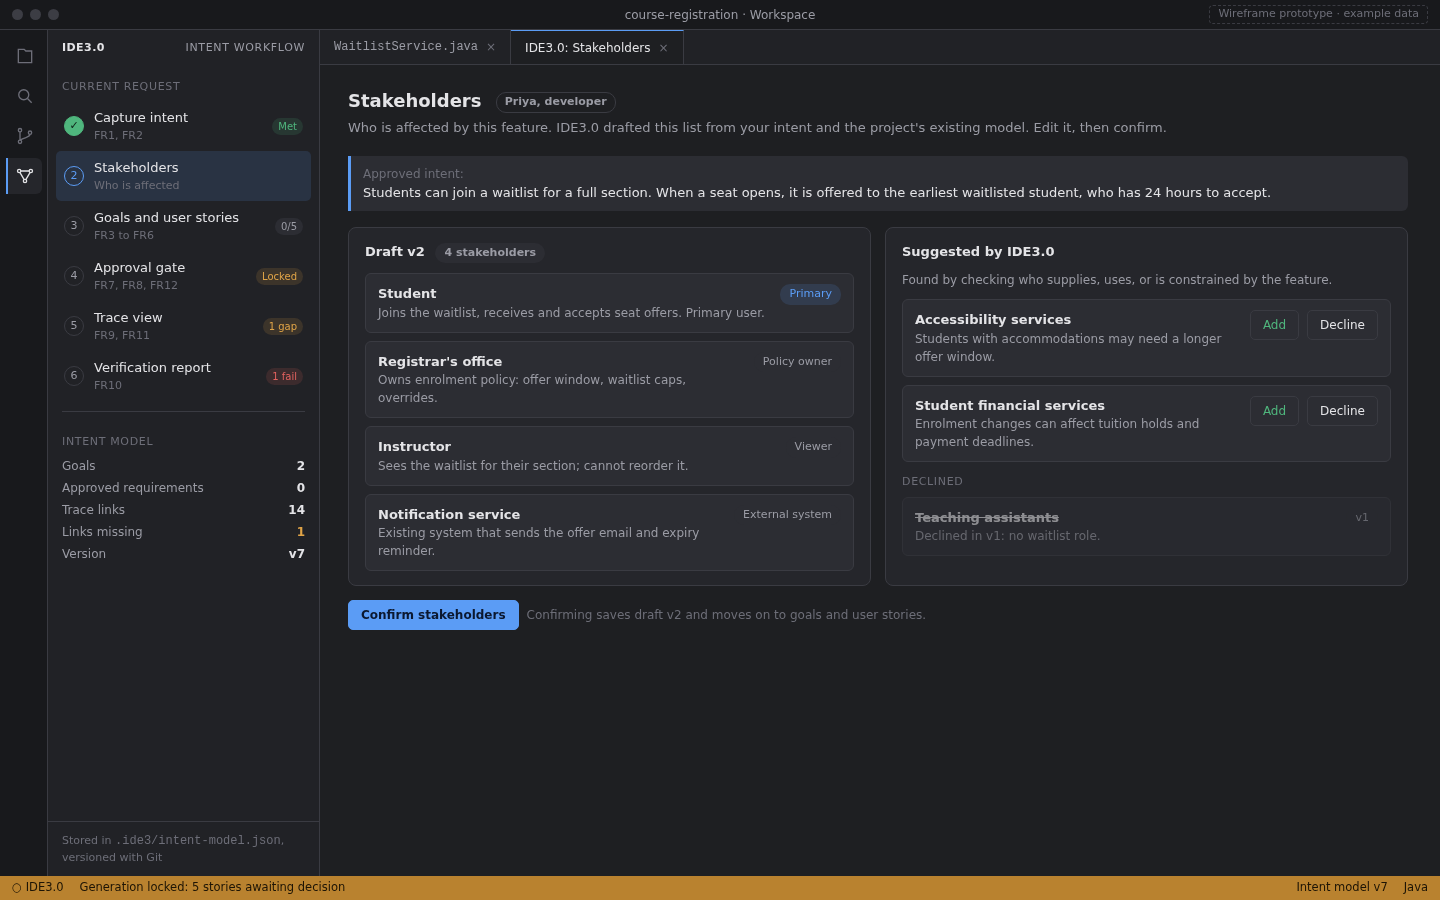 course-registration · Workspace
Wireframe prototype · example data
IDE3.0
INTENT WORKFLOW
WaitlistService.java ×
IDE3.0: Stakeholders ×
CURRENT REQUEST
✓
Capture intent
FR1, FR2
Met
2
Stakeholders
Who is affected
3
Goals and user stories
FR3 to FR6
0/5
4
Approval gate
FR7, FR8, FR12
Locked
5
Trace view
FR9, FR11
1 gap
6
Verification report
FR10
1 fail
INTENT MODEL
Goals 2
Approved requirements 0
Trace links 14
Links missing 1
Version v7
Stored in .ide3/intent-model.json,
versioned with Git
Stakeholders
Priya, developer
Who is affected by this feature. IDE3.0 drafted this list from your intent and the project's existing model. Edit it, then confirm.
Approved intent:
Students can join a waitlist for a full section. When a seat opens, it is offered to the earliest waitlisted student, who has 24 hours to accept.
Draft v2
4 stakeholders
Student
Primary
Joins the waitlist, receives and accepts seat offers. Primary user.
Registrar's office
Policy owner
Owns enrolment policy: offer window, waitlist caps,
overrides.
Instructor
Viewer
Sees the waitlist for their section; cannot reorder it.
Notification service
External system
Existing system that sends the offer email and expiry
reminder.
Suggested by IDE3.0
Found by checking who supplies, uses, or is constrained by the feature.
Accessibility services
Students with accommodations may need a longer
offer window.
Add
Decline
Student financial services
Enrolment changes can affect tuition holds and
payment deadlines.
Add
Decline
DECLINED
Teaching assistants
v1
Declined in v1: no waitlist role.
Confirm stakeholders
Confirming saves draft v2 and moves on to goals and user stories.
○ IDE3.0
Generation locked: 5 stories awaiting decision
Intent model v7
Java